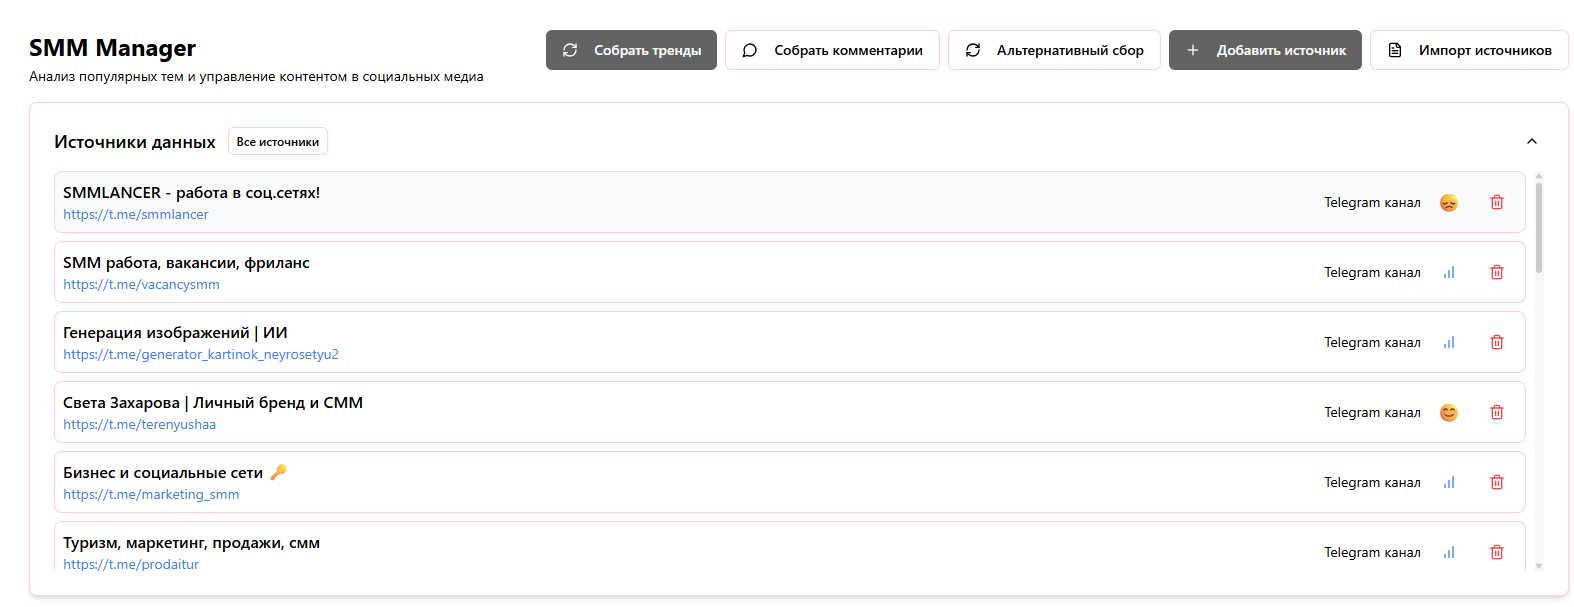 SMM Manager
Анализ популярных тем и управление контентом в социальных медиа
Собрать тренды
Собрать комментарии
Альтернативный сбор
Добавить источник
Импорт источников
Источники данных
Все источники
SMMLANCER - работа в соц.сетях!
https://t.me/smmlancer
Telegram канал
SMM работа, вакансии, фриланс
https://t.me/vacancysmm
Telegram канал
Генерация изображений | ИИ
https://t.me/generator_kartinok_neyrosetyu2
Telegram канал
Света Захарова | Личный бренд и СММ
https://t.me/terenyushaa
Telegram канал
Бизнес и социальные сети 🔑
https://t.me/marketing_smm
Telegram канал
Туризм, маркетинг, продажи, смм
https://t.me/prodaitur
Telegram канал